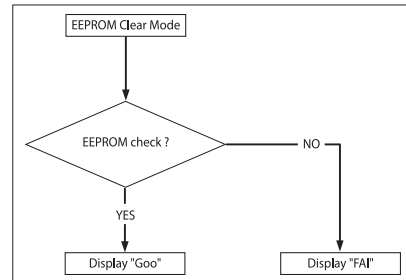 EEPROM Clear Mode
EEPROM check ?
NO
YES
Display "Goo"
Display "FAI"